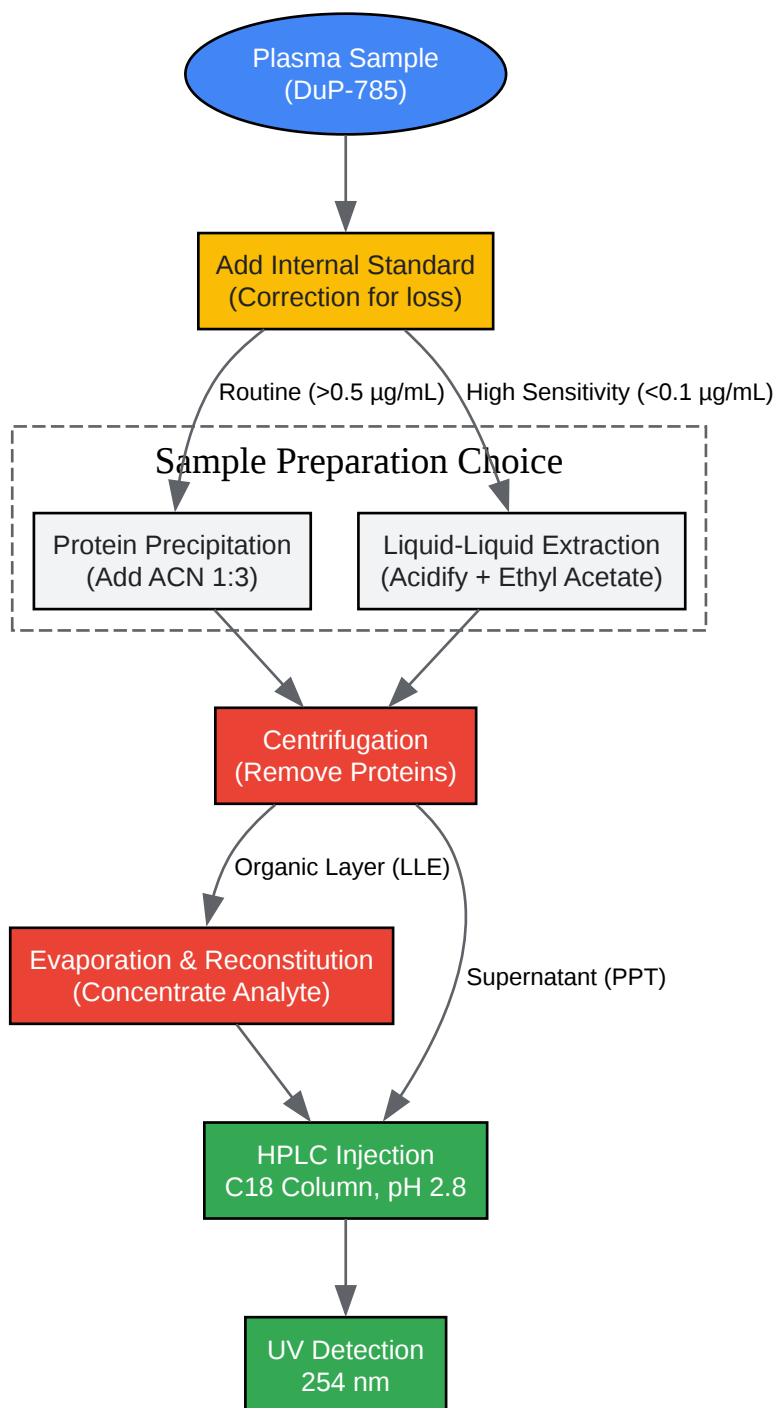 Plasma Sample
(DuP-785)
Add Internal Standard
(Correction for loss)
Routine (>0.5 µg/mL)
High Sensitivity (<0.1 µg/mL)
Sample Preparation Choice
Protein Precipitation
(Add ACN 1:3)
Liquid-Liquid Extraction
(Acidify + Ethyl Acetate)
Centrifugation
(Remove Proteins)
Organic Layer (LLE)
Evaporation & Reconstitution
(Concentrate Analyte)
Supernatant (PPT)
HPLC Injection
C18 Column, pH 2.8
UV Detection
254 nm